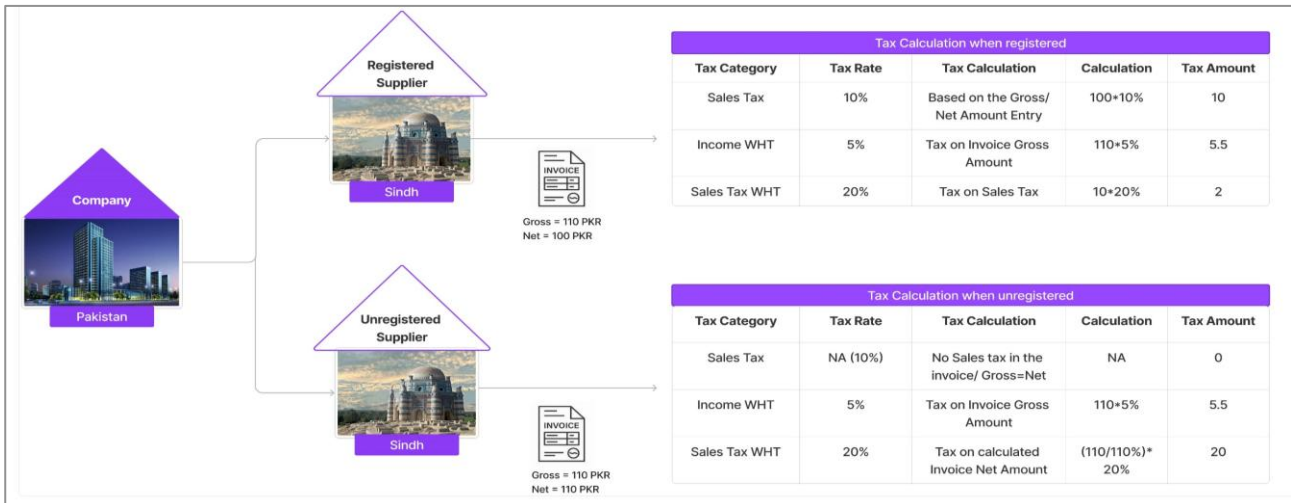 Company
Pakistan
Registered
Supplier
Sindh
INVOICE
Gross = 110 PKR
Net = 100 PKR
Tax Calculation when registered
Tax Category Tax Rate Tax Calculation Calculation Tax Amount
Sales Tax 10% Based on the Gross/ 100*10% 10
Net Amount Entry
Income WHT 5% Tax on Invoice Gross 110*5% 5.5
Amount
Sales Tax WHT 20% Tax on Sales Tax 10*20% 2
Unregistered
Supplier
Sindh
INVOICE
Gross = 110 PKR
Net = 110 PKR
Tax Calculation when unregistered
Tax Category Tax Rate Tax Calculation Calculation Tax Amount
Sales Tax NA (10%) No Sales tax in the NA 0
invoice/ Gross=Net
Income WHT 5% Tax on Invoice Gross 110*5% 5.5
Amount
Sales Tax WHT 20% Tax on calculated (110/110%)* 20
Invoice Net Amount 20%